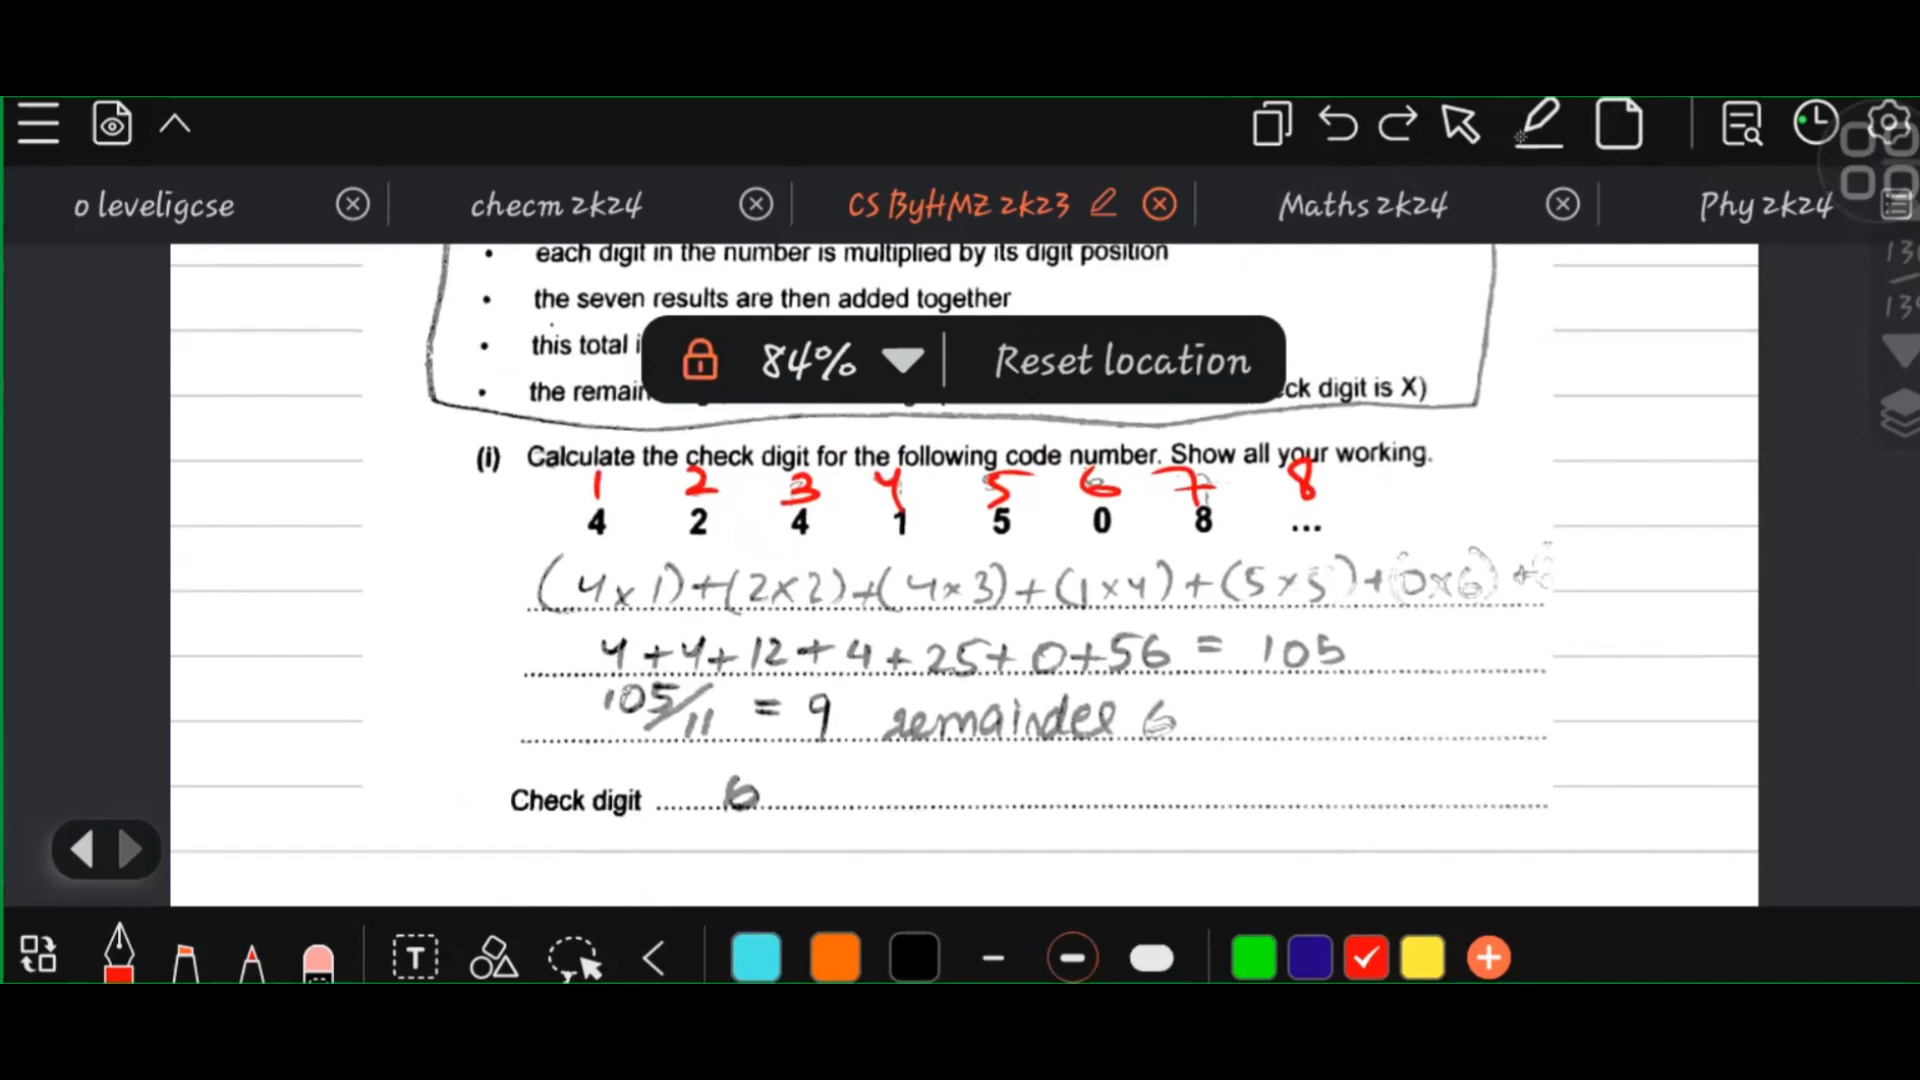 o leveligcse checm 2k24 CS ByHMZ 2k23 Maths 2k24 Phy 2k24
• each digit in the number is multiplied by its digit position
• the seven results are then added together
• this total i
84% Reset location
• the remain ck digit is X)
(i) Calculate the check digit for the following code number. Show all your working.
1 2 3 4 5 6 7 8
4 2 4 1 5 0 8 ...
(4x1)+(2x2)+(4x3)+(1x4)+(5x5)+(0x6)+
4+4+12+4+25+0+56 = 105
105/11 = 9 remainder 6
Check digit 6